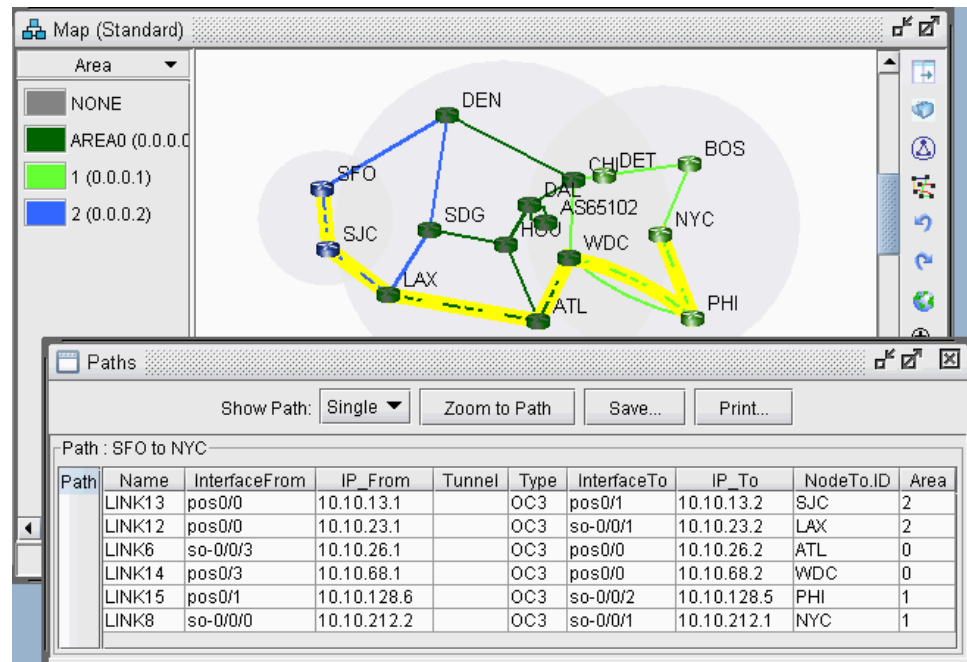 Map (Standard)
Area
NONE
AREA0 (0.0.0.0
1 (0.0.0.1)
2 (0.0.0.2)
DEN
SFO
SJC
SDG
LAX
DAL
HOU
AS65102
CHI
DET
BOS
NYC
WDC
ATL
PHI
Paths
Show Path: Single Zoom to Path Save... Print...
Path : SFO to NYC
Path Name InterfaceFrom IP_From Tunnel Type InterfaceTo IP_To NodeTo.ID Area
LINK13 pos0/0 10.10.13.1 OC3 pos0/1 10.10.13.2 SJC 2
LINK12 pos0/0 10.10.23.1 OC3 so-0/0/1 10.10.23.2 LAX 2
LINK6 so-0/0/3 10.10.26.1 OC3 pos0/0 10.10.26.2 ATL 0
LINK14 pos0/3 10.10.68.1 OC3 pos0/0 10.10.68.2 WDC 0
LINK15 pos0/1 10.10.128.6 OC3 so-0/0/2 10.10.128.5 PHI 1
LINK8 so-0/0/0 10.10.212.2 OC3 so-0/0/1 10.10.212.1 NYC 1